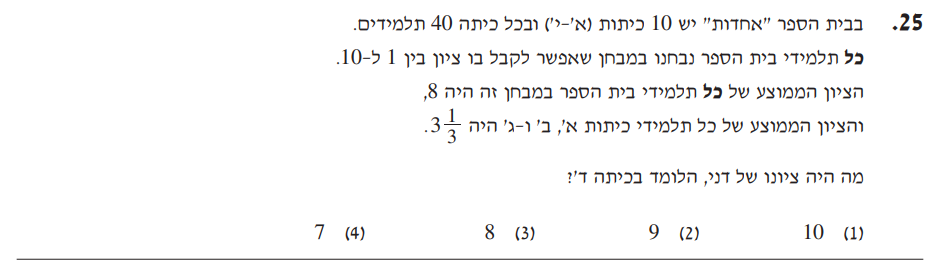 25. בבית הספר "אחדות" יש 10 כיתות (א'-י') ובכל כיתה 40 תלמידים.
כל תלמידי בית הספר נבחנו במבחן שאפשר לקבל בו ציון בין 1 ל-10.
הציון הממוצע של כל תלמידי בית הספר במבחן זה היה 8,
והציון הממוצע של כל תלמידי כיתות א', ב' ו-ג' היה 3 1/3.
מה היה ציונו של דני, הלומד בכיתה ד'?
(1) 10 (2) 9 (3) 8 (4) 7